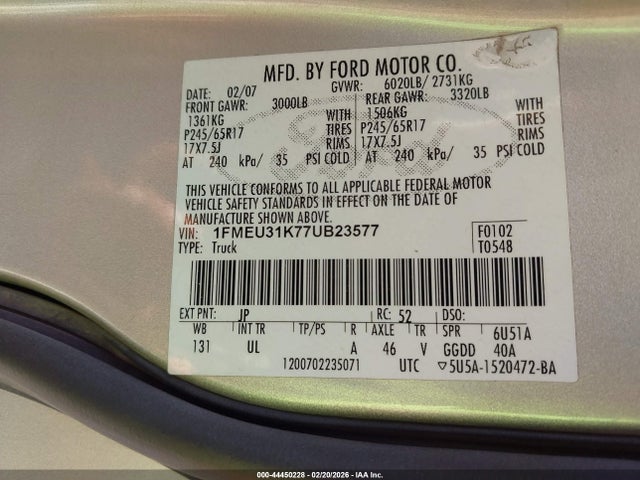 MFD. BY FORD MOTOR CO.
DATE: 02/07 GVWR: 6020LB/ 2731KG
FRONT GAWR: 3000LB REAR GAWR: 3320LB
1361KG WITH 1506KG WITH
P245/65R17 TIRES P245/65R17 TIRES
17X7.5J RIMS 17X7.5J RIMS
AT 240 kPa/ 35 PSI COLD AT 240 kPa/ 35 PSI COLD
THIS VEHICLE CONFORMS TO ALL APPLICABLE FEDERAL MOTOR
VEHICLE SAFETY STANDARDS IN EFFECT ON THE DATE OF
MANUFACTURE SHOWN ABOVE.
VIN: 1FMEU31K77UB23577 F0102
TYPE: Truck T0548
EXT PNT: JP RC: 52 DSO:
WB INT TR TP/PS R AXLE TR SPR 6U51A
131 UL A 46 V GGDD 40A
1200702235071 UTC ▽5U5A-1520472-BA
Ford
000-44450228 - 02/20/2026 - IAA Inc.